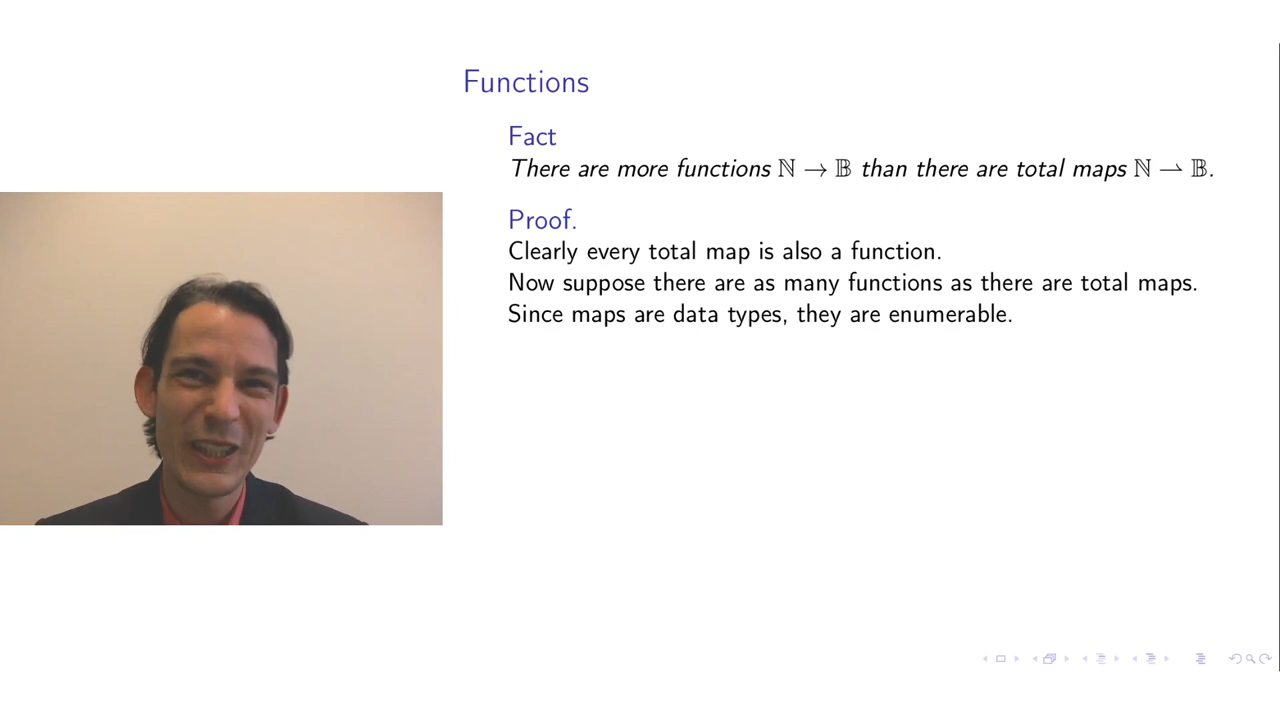 Functions
Fact
There are more functions ℕ → 𝔹 than there are total maps ℕ ⇀ 𝔹.
Proof.
Clearly every total map is also a function.
Now suppose there are as many functions as there are total maps.
Since maps are data types, they are enumerable.